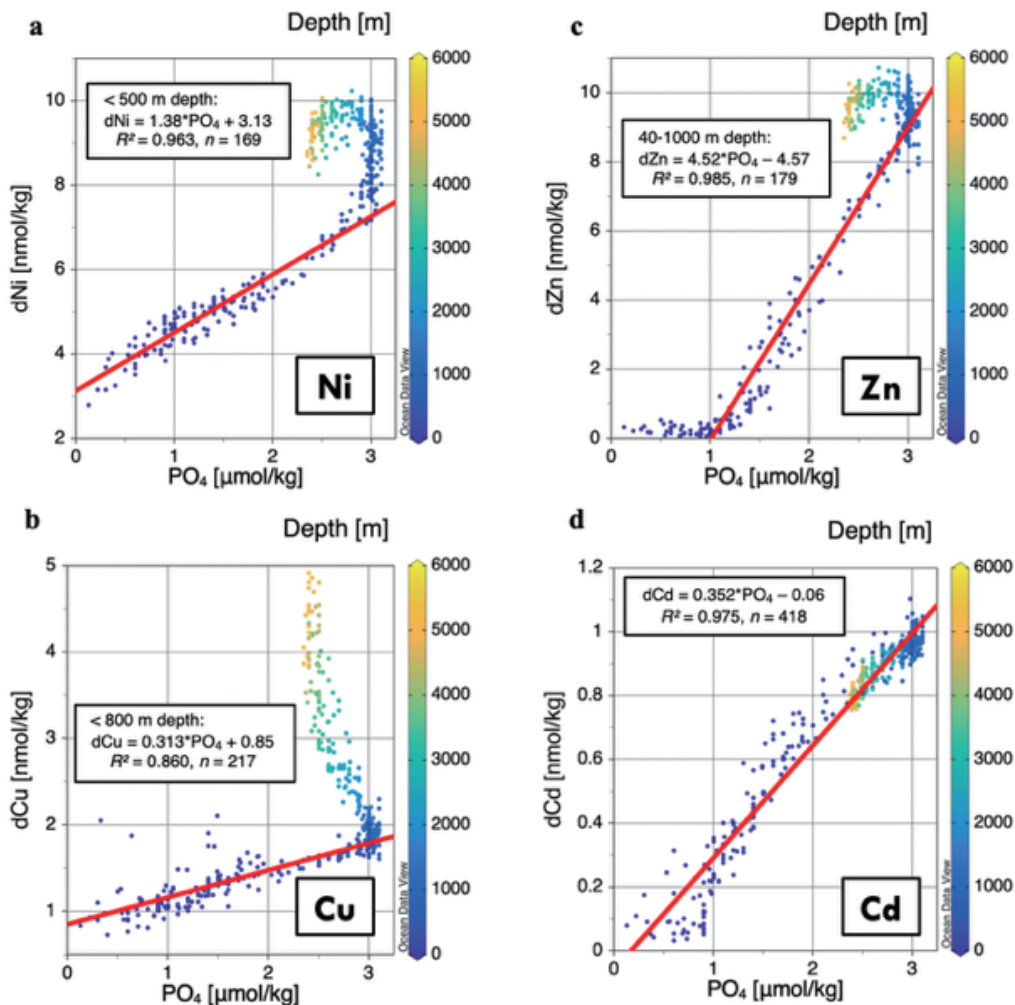 a
Depth [m]
10
8
6
4
2
dNi [nmol/kg]
< 500 m depth:
dNi = 1.38*PO₄ + 3.13
R² = 0.963, n = 169
Ni
0
1
2
3
PO₄ [µmol/kg]
6000
5000
4000
3000
2000
1000
0
Ocean Data View
c
Depth [m]
10
8
6
4
2
0
dZn [nmol/kg]
40-1000 m depth:
dZn = 4.52*PO₄ − 4.57
R² = 0.985, n = 179
Zn
0
1
2
3
PO₄ [µmol/kg]
6000
5000
4000
3000
2000
1000
0
Ocean Data View
b
Depth [m]
5
4
3
2
1
dCu [nmol/kg]
< 800 m depth:
dCu = 0.313*PO₄ + 0.85
R² = 0.860, n = 217
Cu
0
1
2
3
PO₄ [µmol/kg]
6000
5000
4000
3000
2000
1000
0
Ocean Data View
d
Depth [m]
1.2
1
0.8
0.6
0.4
0.2
0
dCd [nmol/kg]
dCd = 0.352*PO₄ − 0.06
R² = 0.975, n = 418
Cd
0
1
2
3
PO₄ [µmol/kg]
6000
5000
4000
3000
2000
1000
0
Ocean Data View